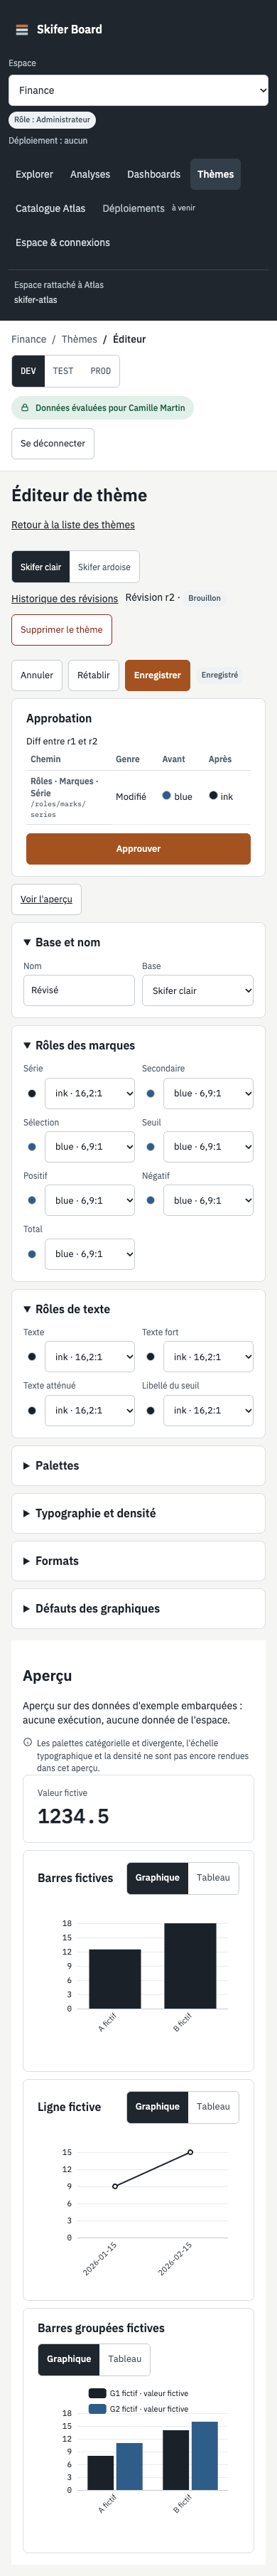 Skifer Board
Espace
Finance
Rôle : Administrateur
Déploiement : aucun
Explorer Analyses Dashboards Thèmes
Catalogue Atlas Déploiements à venir
Espace & connexions
Espace rattaché à Atlas
skifer-atlas
Finance / Thèmes / Éditeur
DEV TEST PROD
Données évaluées pour Camille Martin
Se déconnecter
Éditeur de thème
Retour à la liste des thèmes
Skifer clair Skifer ardoise
Historique des révisions Révision r2 · Brouillon
Supprimer le thème
Annuler Rétablir Enregistrer Enregistré
Approbation
Diff entre r1 et r2
Chemin Genre Avant Après
Rôles · Marques · Série
/roles/marks/series Modifié blue ink
Approuver
Voir l'aperçu
Base et nom
Nom Base
Révisé Skifer clair
Rôles des marques
Série Secondaire
ink · 16,2:1 blue · 6,9:1
Sélection Seuil
blue · 6,9:1 blue · 6,9:1
Positif Négatif
blue · 6,9:1 blue · 6,9:1
Total
blue · 6,9:1
Rôles de texte
Texte Texte fort
ink · 16,2:1 ink · 16,2:1
Texte atténué Libellé du seuil
ink · 16,2:1 ink · 16,2:1
Palettes
Typographie et densité
Formats
Défauts des graphiques
Aperçu
Aperçu sur des données d'exemple embarquées :
aucune exécution, aucune donnée de l'espace.
Les palettes catégorielle et divergente, l'échelle
typographique et la densité ne sont pas encore rendues
dans cet aperçu.
Valeur fictive
1234.5
Barres fictives Graphique Tableau
18
15
12
9
6
3
0
A fictif B fictif
Ligne fictive Graphique Tableau
15
12
9
6
3
0
2026-01-15 2026-02-15
Barres groupées fictives
Graphique Tableau
G1 fictif · valeur fictive
G2 fictif · valeur fictive
18
15
12
9
6
3
0
A fictif B fictif